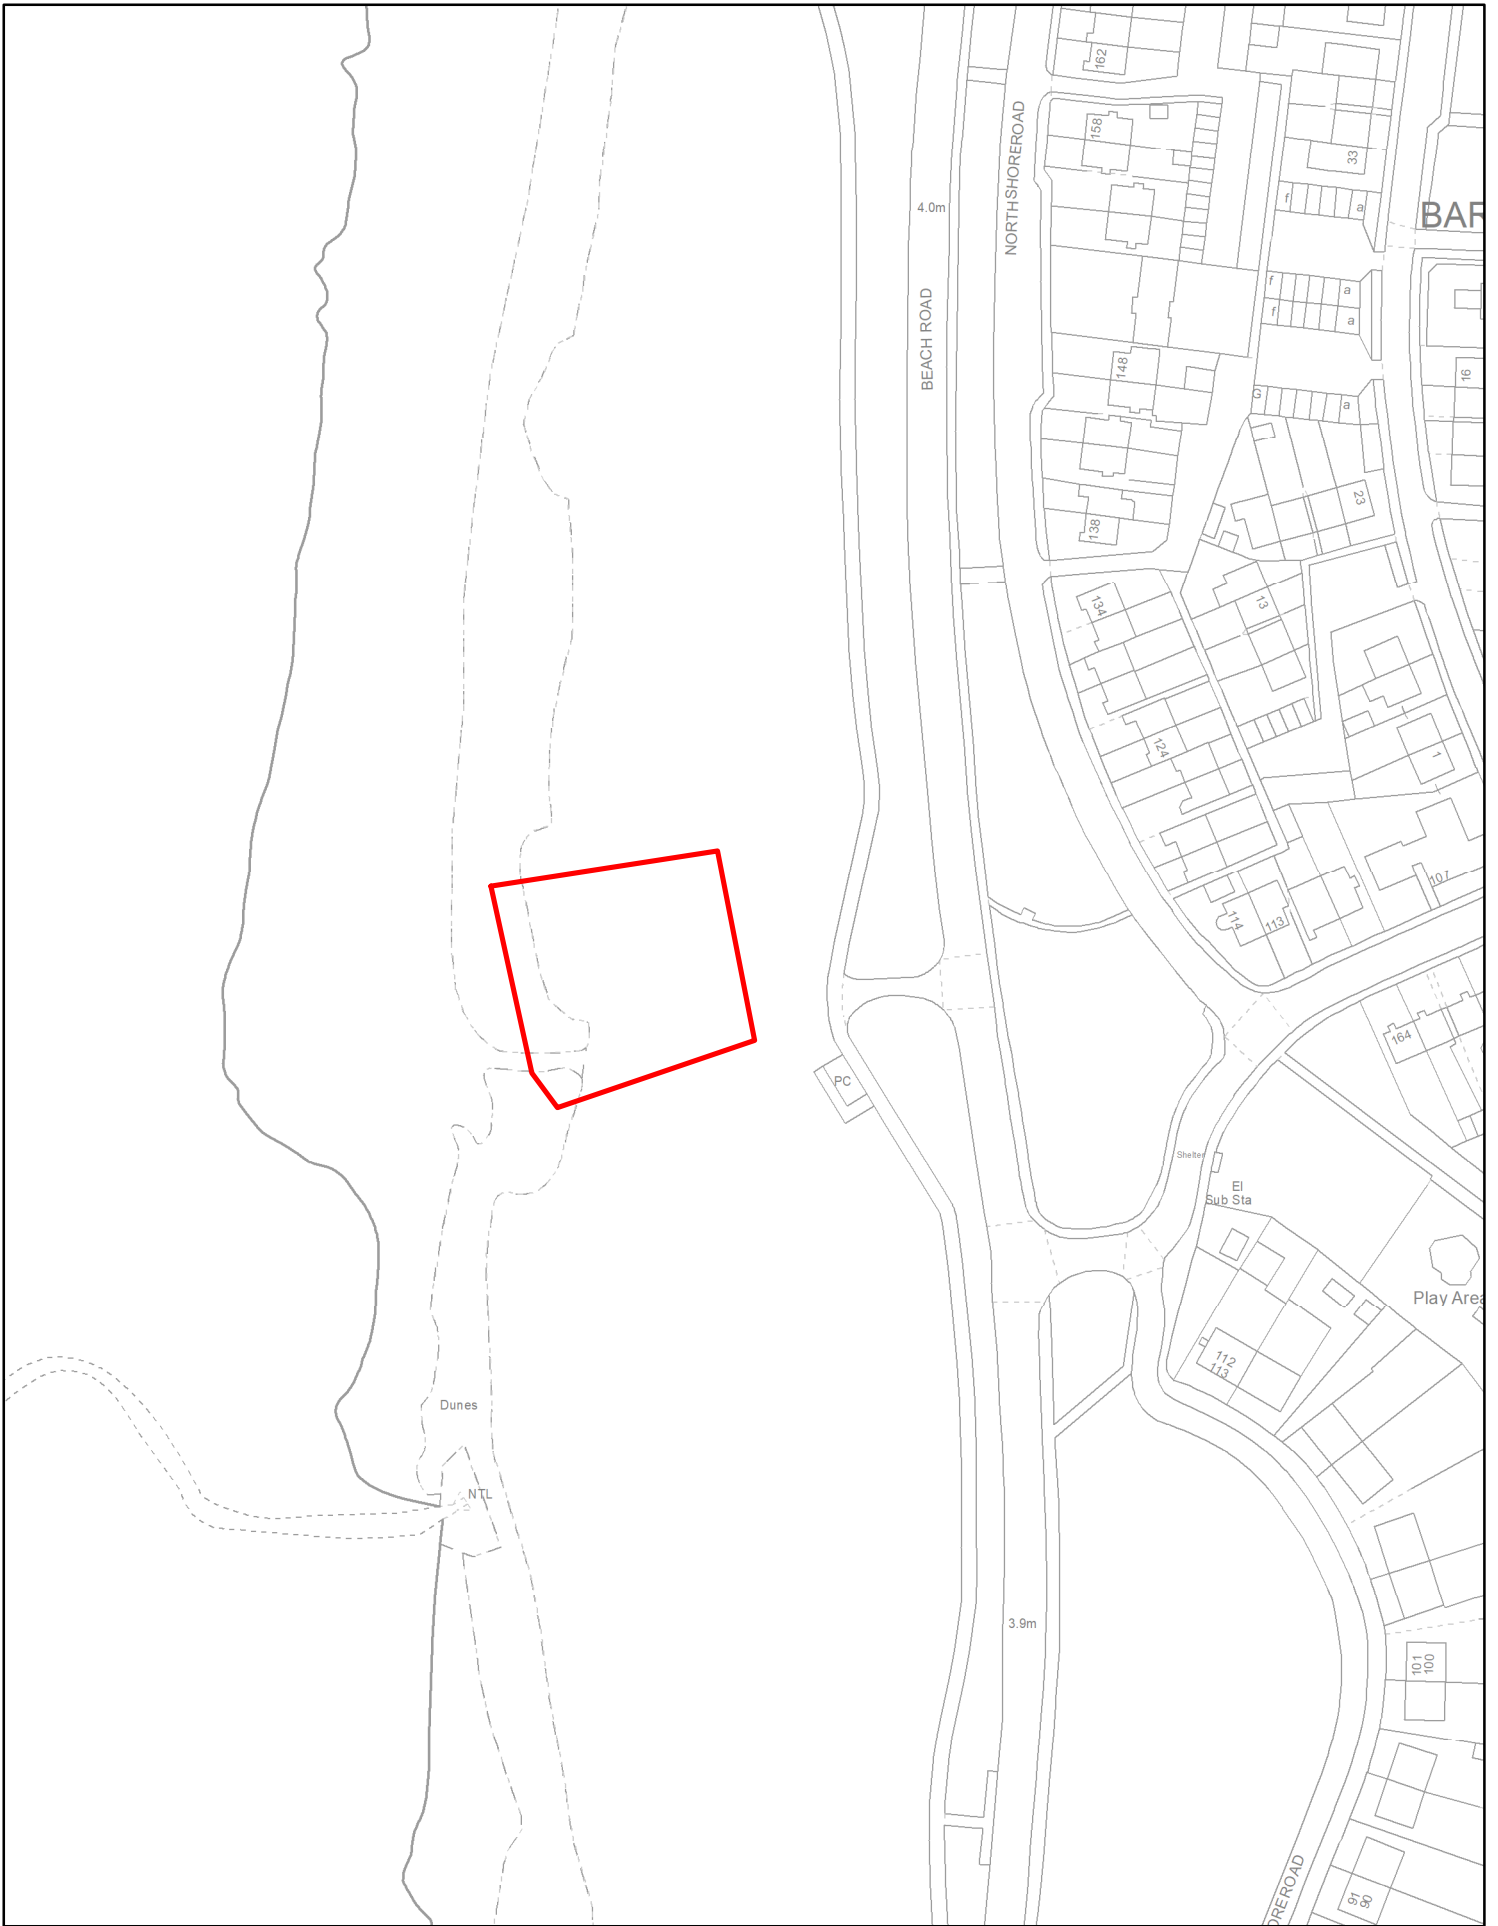 162
158
NORTH SHORE ROAD
33
f
a
BAR
4.0m
f
a
f
a
BEACH ROAD
148
16
G
a
23
138
134
13
124
1
107
114
113
164
PC
Shelter
El
Sub Sta
Play Area
112
113
Dunes
NTL
3.9m
101
100
OREROAD
91
90